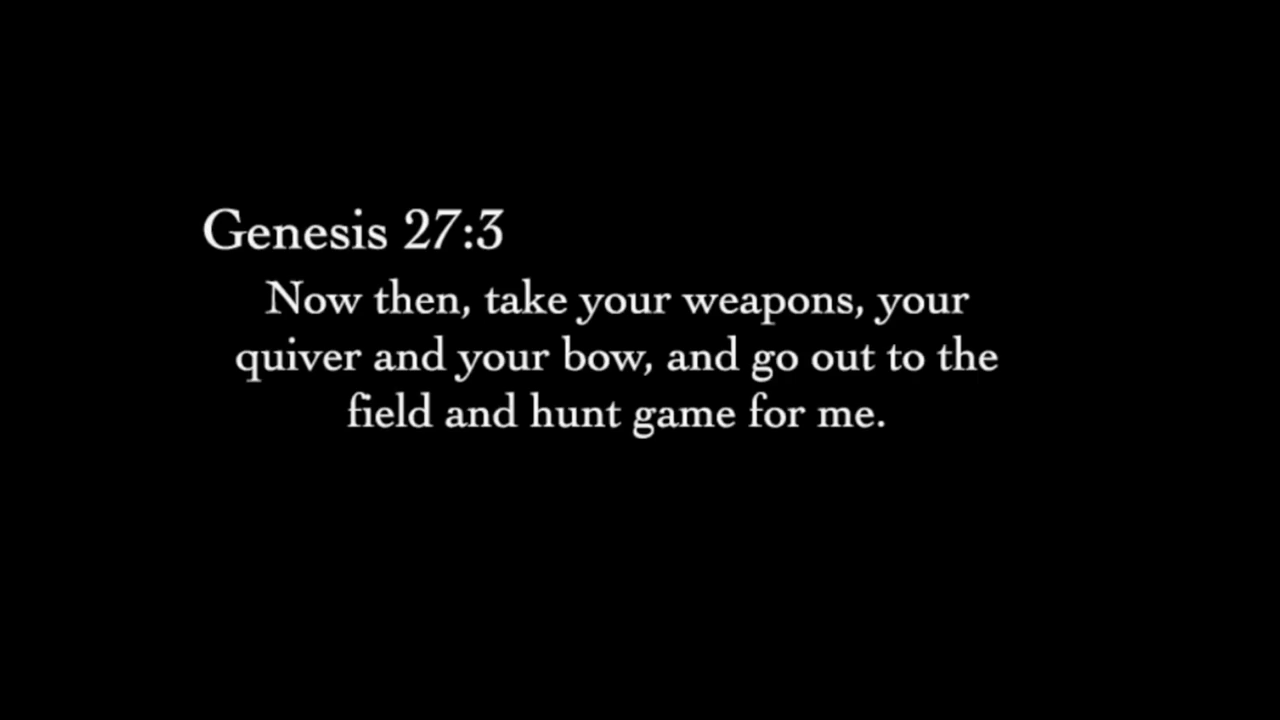 Genesis 27:3
Now then, take your weapons, your
quiver and your bow, and go out to the
field and hunt game for me.